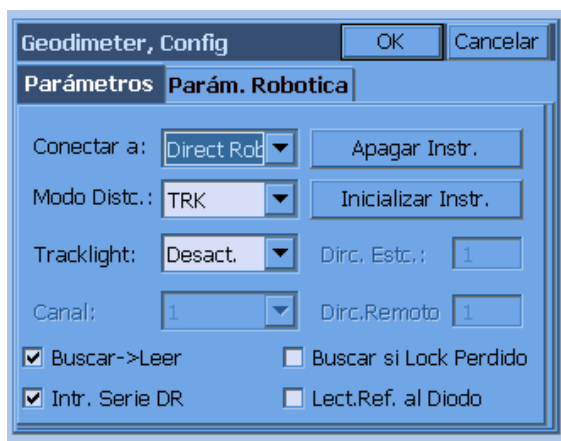 Geodimeter, Config OK Cancelar
Parámetros Parám. Robotica
Conectar a: Direct Rob Apagar Instr.
Modo Distc.: TRK Inicializar Instr.
Tracklight: Desact. Dirc. Estc.: 1
Canal: 1 Dirc.Remoto 1
Buscar->Leer Buscar si Lock Perdido
Intr. Serie DR Lect.Ref. al Diodo